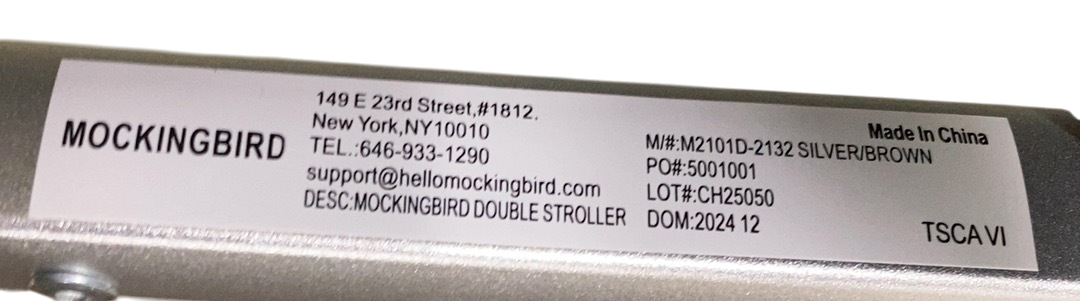 MOCKINGBIRD
149 E 23rd Street,#1812.
New York,NY10010
TEL.:646-933-1290
support@hellomockingbird.com
DESC:MOCKINGBIRD DOUBLE STROLLER
Made In China
M/#:M2101D-2132 SILVER/BROWN
PO#:5001001
LOT#:CH25050
DOM:2024 12
TSCA VI